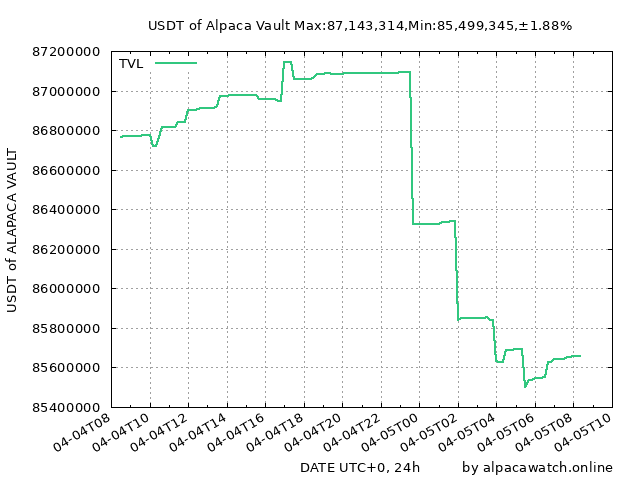 USDT of Alpaca Vault Max:87,143,314,Min:85,499,345,±1.88%
TVL
87200000
87000000
86800000
86600000
86400000
86200000
86000000
85800000
85600000
85400000
USDT of ALAPACA VAULT
04-04T08
04-04T10
04-04T12
04-04T14
04-04T16
04-04T18
04-04T20
04-04T22
04-05T00
04-05T02
04-05T04
04-05T06
04-05T08
04-05T10
DATE UTC+0, 24h
by alpacawatch.online